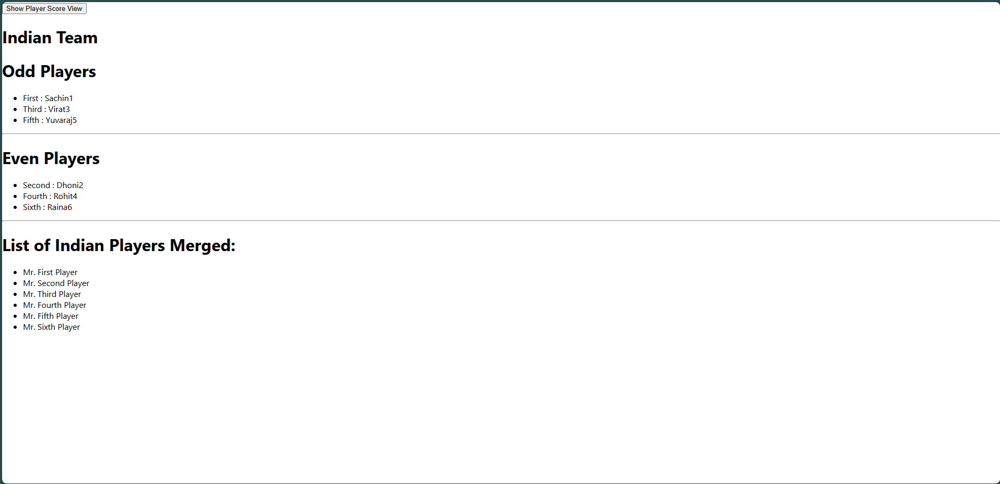 Show Player Score View
Indian Team
Odd Players
First : Sachin1
Third : Virat3
Fifth : Yuvaraj5
Even Players
Second : Dhoni2
Fourth : Rohit4
Sixth : Raina6
List of Indian Players Merged:
Mr. First Player
Mr. Second Player
Mr. Third Player
Mr. Fourth Player
Mr. Fifth Player
Mr. Sixth Player